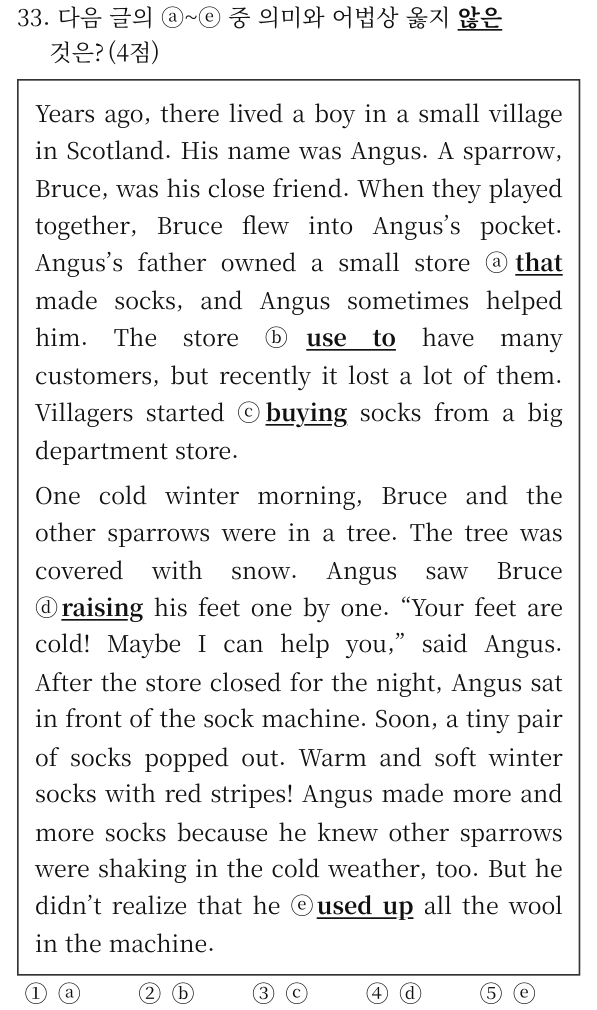 33. 다음 글의 ⓐ~ⓔ 중 의미와 어법상 옳지 않은
것은? (4점)
Years ago, there lived a boy in a small village
in Scotland. His name was Angus. A sparrow,
Bruce, was his close friend. When they played
together, Bruce flew into Angus’s pocket.
Angus’s father owned a small store ⓐ that
made socks, and Angus sometimes helped
him. The store ⓑ use to have many
customers, but recently it lost a lot of them.
Villagers started ⓒ buying socks from a big
department store.
One cold winter morning, Bruce and the
other sparrows were in a tree. The tree was
covered with snow. Angus saw Bruce
ⓓ raising his feet one by one. “Your feet are
cold! Maybe I can help you,” said Angus.
After the store closed for the night, Angus sat
in front of the sock machine. Soon, a tiny pair
of socks popped out. Warm and soft winter
socks with red stripes! Angus made more and
more socks because he knew other sparrows
were shaking in the cold weather, too. But he
didn’t realize that he ⓔ used up all the wool
in the machine.
① ⓐ ② ⓑ ③ ⓒ ④ ⓓ ⑤ ⓔ